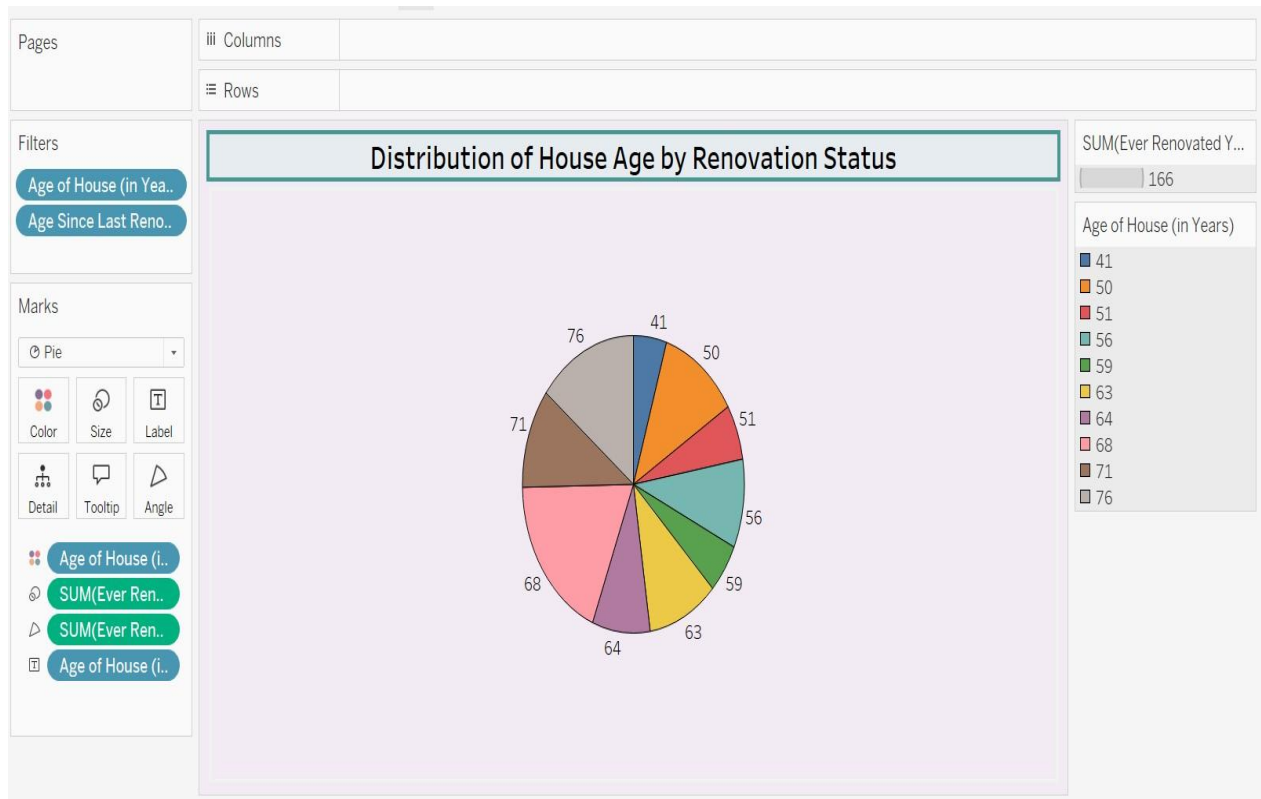 Pages
Columns
Rows
Filters
Age of House (in Yea..
Age Since Last Reno..
Marks
Pie
Color
Size
Label
Detail
Tooltip
Angle
Age of House (i..
SUM(Ever Ren..
SUM(Ever Ren..
Age of House (i..
Distribution of House Age by Renovation Status
76
41
50
71
51
56
68
59
63
64
SUM(Ever Renovated Y...
166
Age of House (in Years)
41
50
51
56
59
63
64
68
71
76